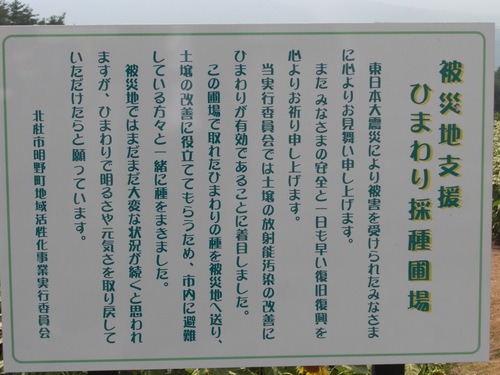 被災地支援
ひまわり採種圃場
東日本大震災により被害を受けられたみなさま
に心よりお見舞い申し上げます。
また みなさまの安全と一日も早い復旧復興を
心よりお祈り申し上げます。
当実行委員会では土壌の放射能汚染の改善に
ひまわりが有効であることに着目しました。
この圃場で取れたひまわりの種を被災地へ送り、
土壌の改善に役立ててもらうため、市内に避難
している方々と一緒に種をまきました。
被災地ではまだまだ大変な状況が続くと思われ
ますが、ひまわりで明るさや元気さを取り戻して
いただけたらと願っています。
北杜市明野町地域活性化事業実行委員会